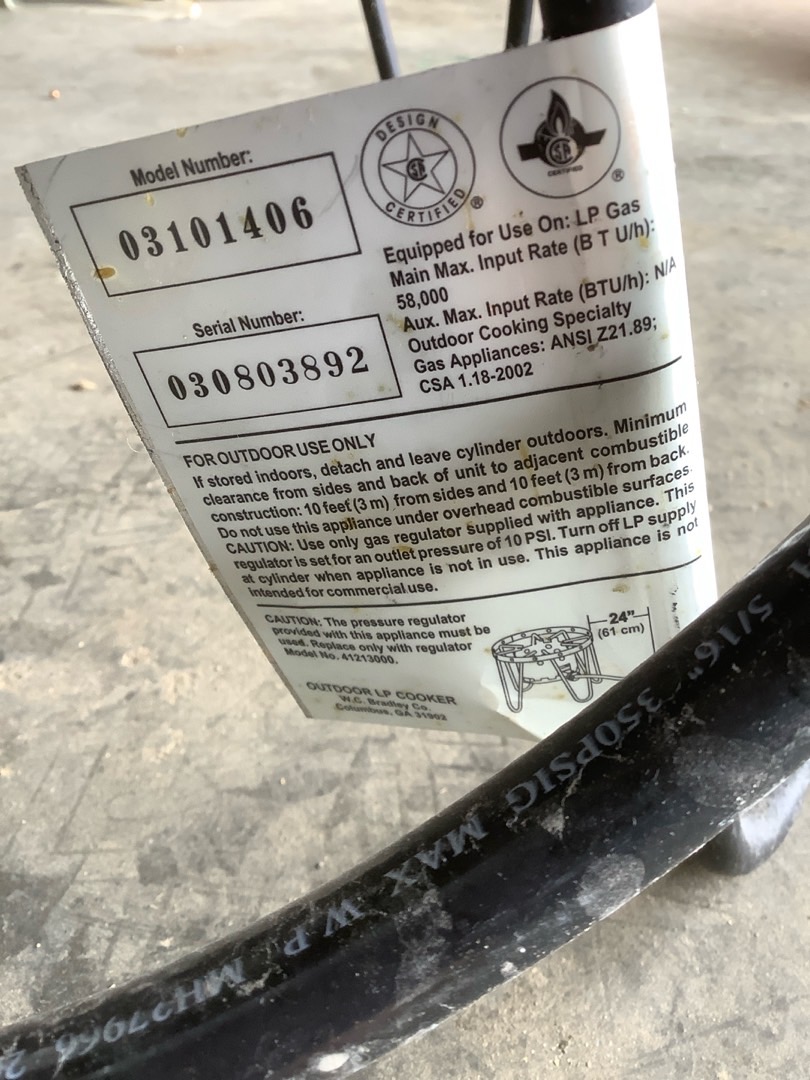 Model Number:
03101406
DESIGN
CSA
CERTIFIED
®
CSA
CERTIFIED
®
Equipped for Use On: LP Gas
Main Max. Input Rate (B T U/h):
58,000
Aux. Max. Input Rate (BTU/h): N/A
Outdoor Cooking Specialty
Gas Appliances: ANSI Z21.89;
CSA 1.18-2002
Serial Number:
030803892
FOR OUTDOOR USE ONLY
If stored indoors, detach and leave cylinder outdoors. Minimum
clearance from sides and back of unit to adjacent combustible
construction: 10 feet (3 m) from sides and 10 feet (3 m) from back.
Do not use this appliance under overhead combustible surfaces.
CAUTION: Use only gas regulator supplied with appliance. This
regulator is set for an outlet pressure of 10 PSI. Turn off LP supply
at cylinder when appliance is not in use. This appliance is not
intended for commercial use.
CAUTION: The pressure regulator
provided with this appliance must be
used. Replace only with regulator
Model No. 41213000.
24"
(61 cm)
OUTDOOR LP COOKER
W.C. Bradley Co.
Columbus, GA 31902
5/16" 350PSIG MAX W P MH27966